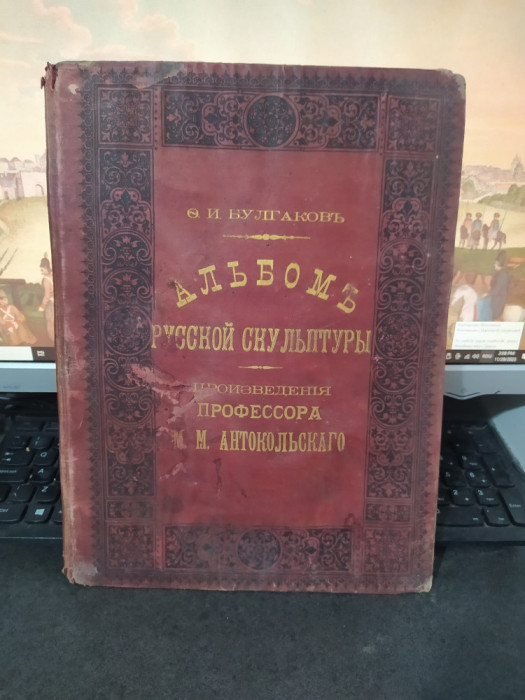 Ѳ. И. БУЛГАКОВЪ
АЛЬБОМЪ
РУССКОЙ СКУЛЬПТУРЫ
ПРОИЗВЕДЕНІЯ
ПРОФЕССОРА
М. М. АНТОКОЛЬСКАГО